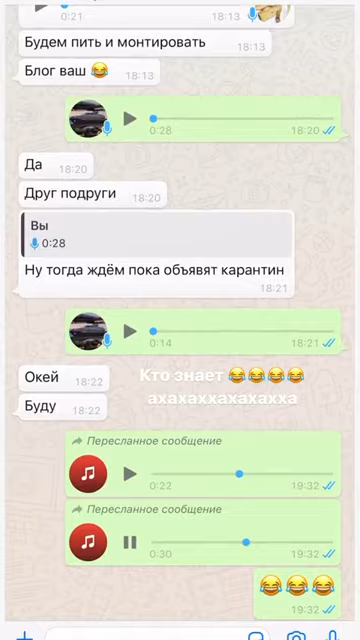 0:21
18:13
Будем пить и монтировать
18:13
Блог ваш 😂
18:13
0:28
18:20
Да
18:20
Друг подруги
18:20
Вы
0:28
Ну тогда ждём пока объявят карантин
18:21
0:14
18:21
Окей
18:22
Кто знает 😂😂😂😂
ахахаххахахахха
Буду
18:22
Пересланное сообщение
0:22
19:32
Пересланное сообщение
0:30
19:32
😂😂😂
19:32